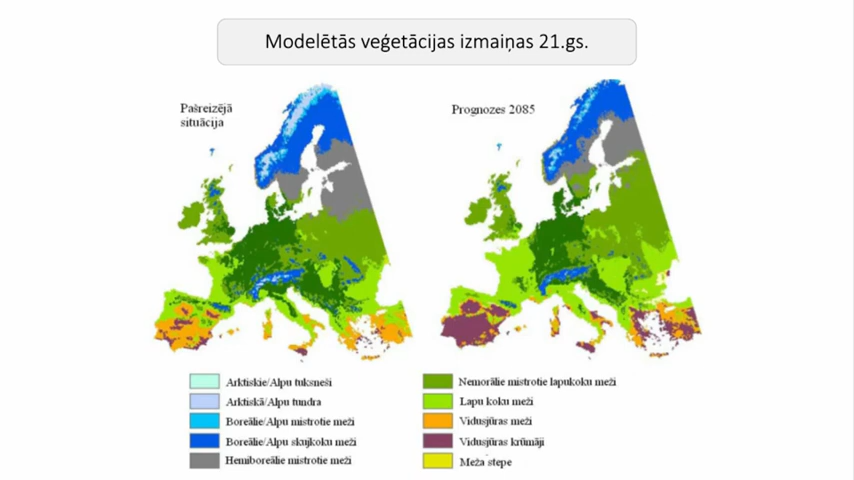 Modelētās veģetācijas izmaiņas 21.gs.
Pašreizējā
situācija
Prognozes 2085
Arktiskie/Alpu tuksneši
Arktiskā/Alpu tundra
Boreālie/Alpu mistrotie meži
Boreālie/Alpu skujkoku meži
Hemiboreālie mistrotie meži
Nemorālie mistrotie lapukoku meži
Lapu koku meži
Vidusjūras meži
Vidusjūras krūmāji
Meža stepe